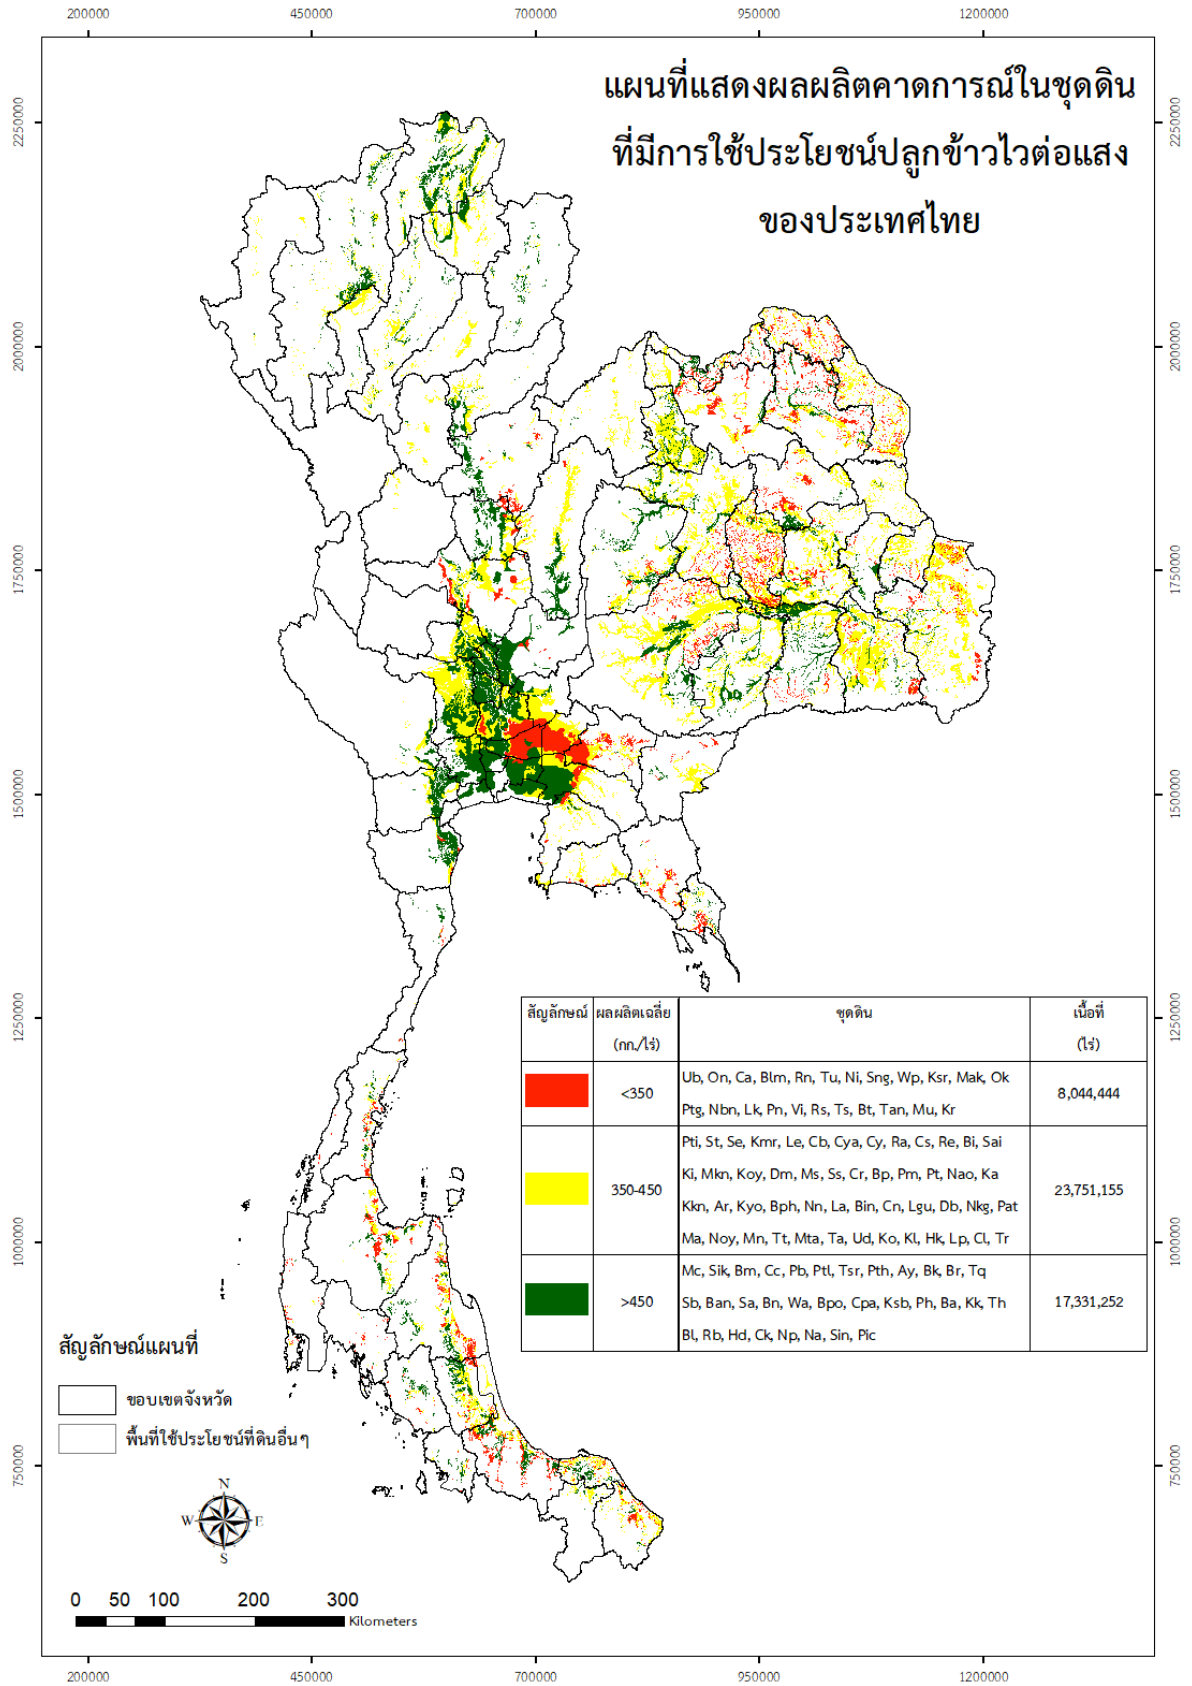 200000 450000 700000 950000 1200000
แผนที่แสดงผลผลิตคาดการณ์ในชุดดิน
ที่มีการใช้ประโยชน์ปลูกข้าวไวต่อแสง
ของประเทศไทย
2250000 2250000
2000000 2000000
1750000 1750000
1500000 1500000
1250000 1250000
1000000 1000000
750000 750000
สัญลักษณ์ ผลผลิตเฉลี่ย (กก./ไร่) ชุดดิน เนื้อที่ (ไร่)
<350
Ub, On, Ca, Blm, Rn, Tu, Ni, Sng, Wp, Ksr, Mak, Ok
Ptg, Nbn, Lk, Pn, Vi, Rs, Ts, Bt, Tan, Mu, Kr
8,044,444
350-450
Pti, St, Se, Kmr, Le, Cb, Cya, Cy, Ra, Cs, Re, Bi, Sai
Ki, Mkn, Koy, Dm, Ms, Ss, Cr, Bp, Pm, Pt, Nao, Ka
Kkn, Ar, Kyo, Bph, Nn, La, Bin, Cn, Lgu, Db, Nkg, Pat
Ma, Noy, Mn, Tt, Mta, Ta, Ud, Ko, Kl, Hk, Lp, Cl, Tr
23,751,155
>450
Mc, Sik, Bm, Cc, Pb, Ptl, Tsr, Pth, Ay, Bk, Br, Tq
Sb, Ban, Sa, Bn, Wa, Bpo, Cpa, Ksb, Ph, Ba, Kk, Th
Bl, Rb, Hd, Ck, Np, Na, Sin, Pic
17,331,252
สัญลักษณ์แผนที่
ขอบเขตจังหวัด
พื้นที่ใช้ประโยชน์ที่ดินอื่นๆ
N
W E
S
0 50 100 200 300
Kilometers
200000 450000 700000 950000 1200000